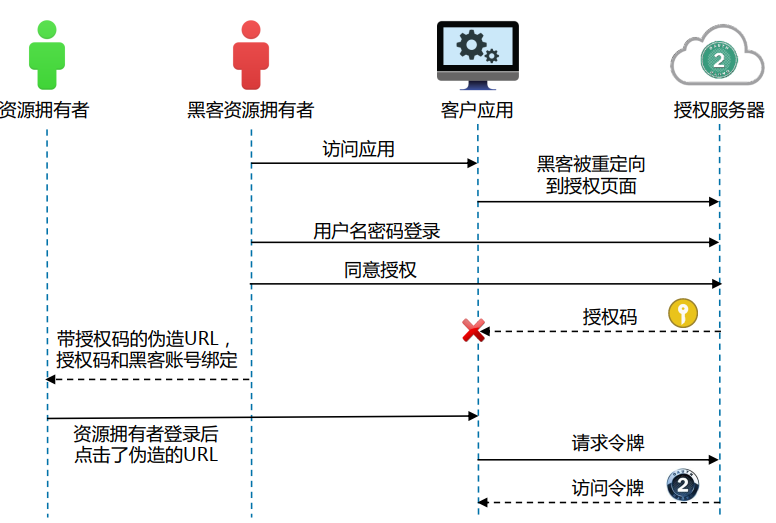 资源拥有者
黑客资源拥有者
客户应用
授权服务器
访问应用
黑客被重定向
到授权页面
用户名密码登录
同意授权
授权码
带授权码的伪造URL，
授权码和黑客账号绑定
资源拥有者登录后
点击了伪造的URL
请求令牌
访问令牌
2
2